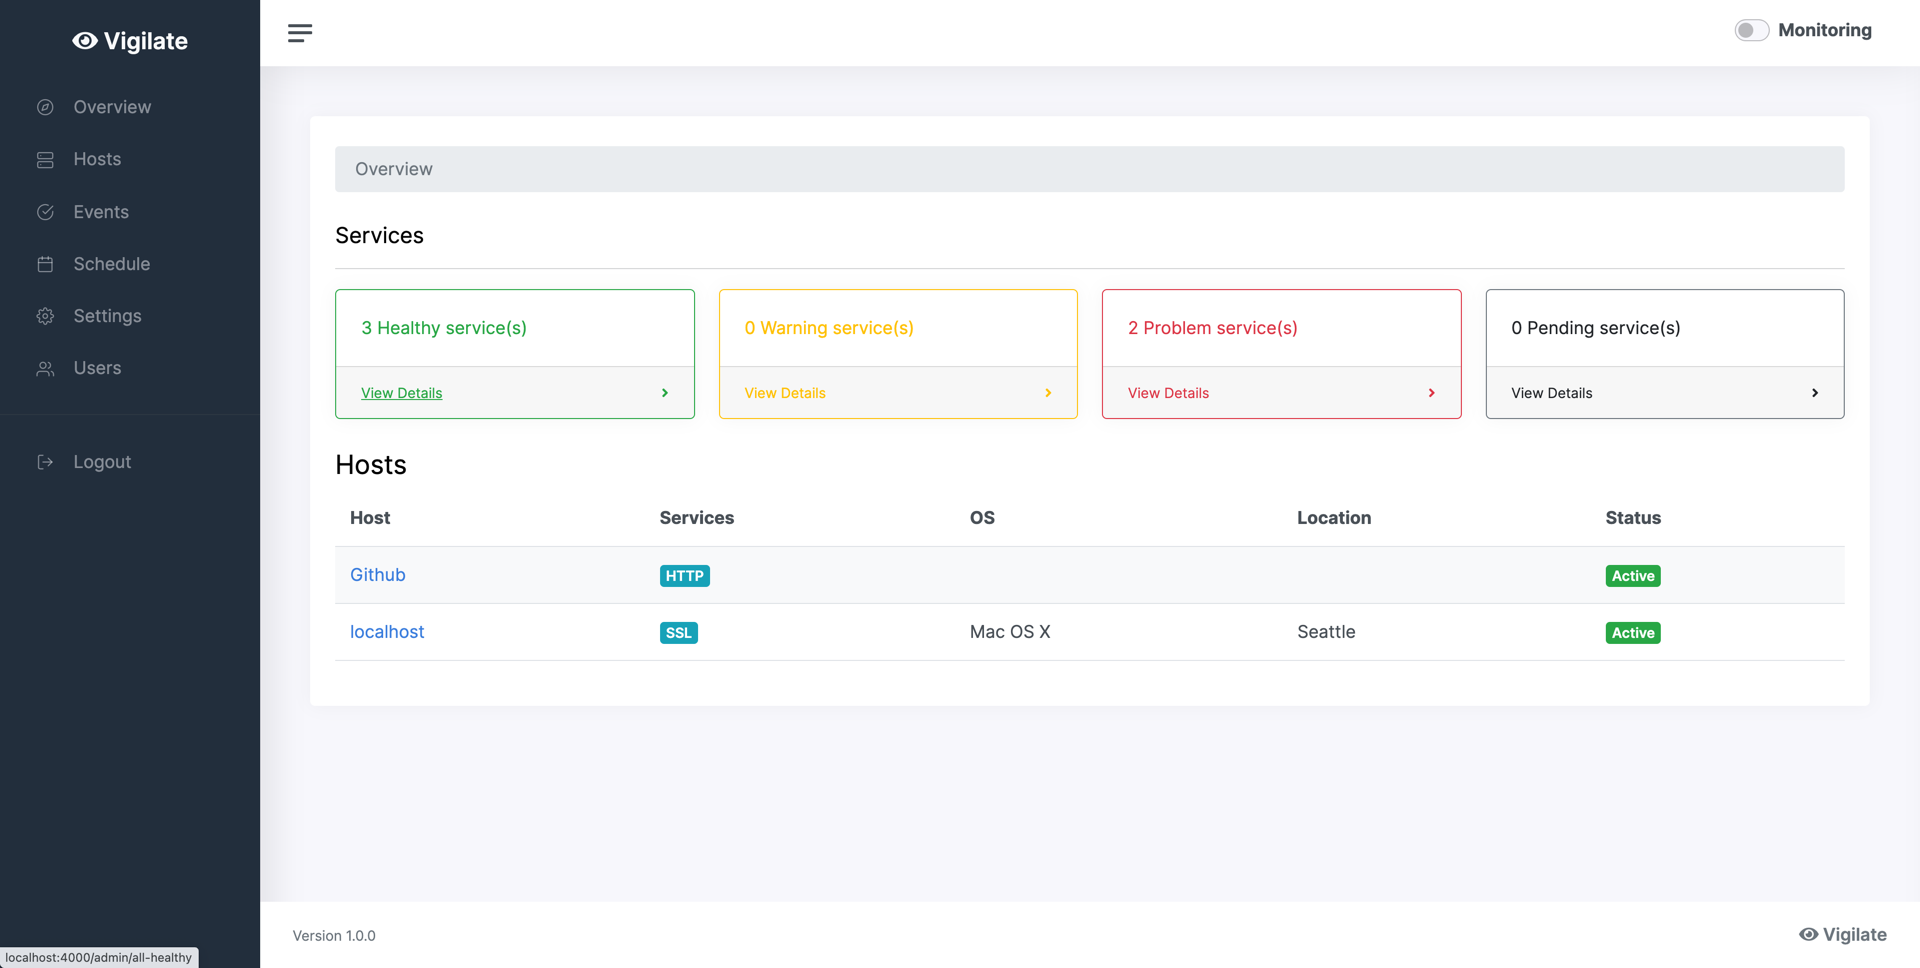 Vigilate
Monitoring
Overview
Hosts
Events
Schedule
Settings
Users
Logout
Overview
Services
3 Healthy service(s)
View Details
0 Warning service(s)
View Details
2 Problem service(s)
View Details
0 Pending service(s)
View Details
Hosts
Host Services OS Location Status
Github HTTP Active
localhost SSL Mac OS X Seattle Active
Version 1.0.0
Vigilate
localhost:4000/admin/all-healthy